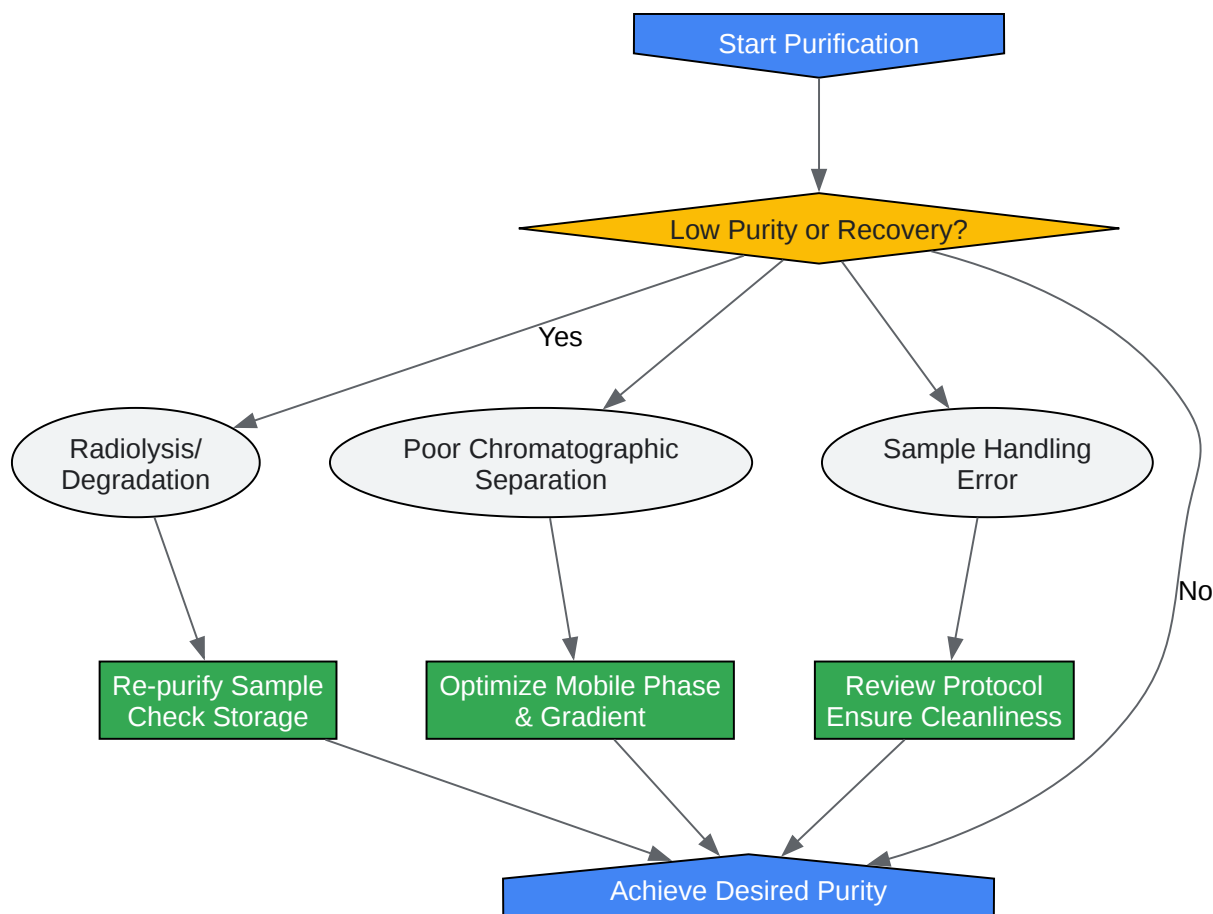 Start Purification
Low Purity or Recovery?
Yes
Radiolysis/
Degradation
Poor Chromatographic
Separation
Sample Handling
Error
No
Re-purify Sample
Check Storage
Optimize Mobile Phase
& Gradient
Review Protocol
Ensure Cleanliness
Achieve Desired Purity